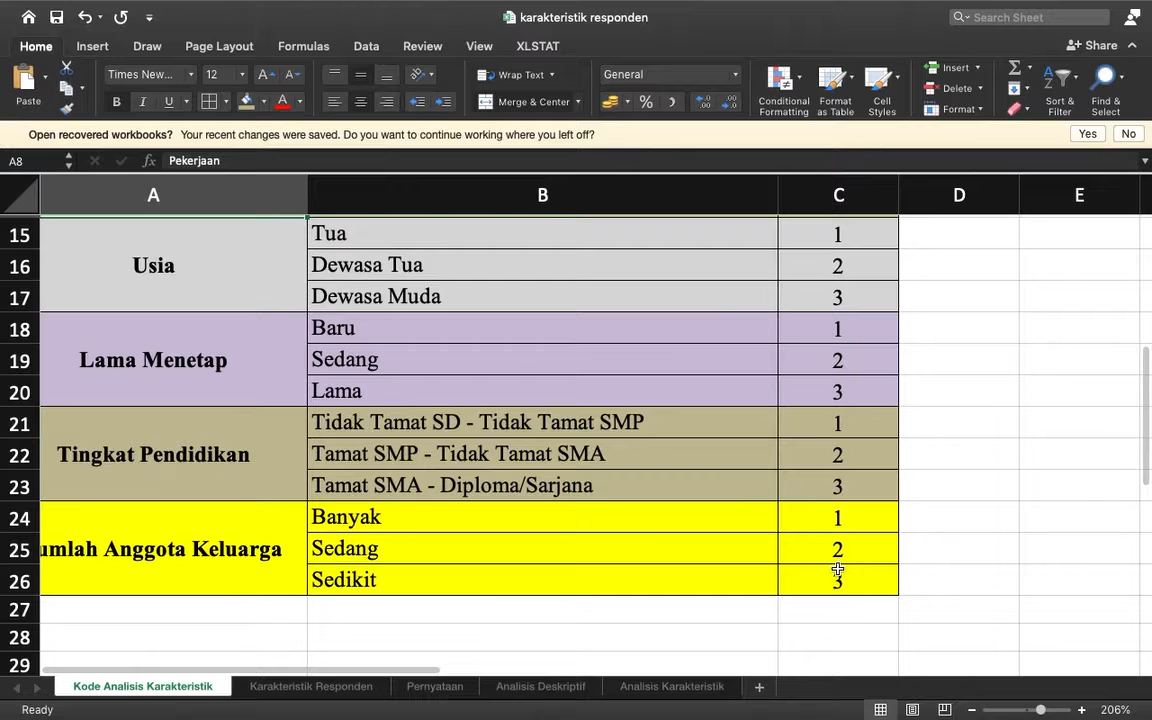 karakteristik responden
Search Sheet
Home Insert Draw Page Layout Formulas Data Review View XLSTAT
Share
Paste
Times New... 12
A A
B I U A
Wrap Text
Merge & Center
General
%
Conditional Formatting
Format as Table
Cell Styles
Insert
Delete
Format
Sort & Filter
Find & Select
Open recovered workbooks? Your recent changes were saved. Do you want to continue working where you left off? Yes No
A8 fx Pekerjaan
A B C D E
15 Tua 1
16 Usia Dewasa Tua 2
17 Dewasa Muda 3
18 Baru 1
19 Lama Menetap Sedang 2
20 Lama 3
21 Tidak Tamat SD - Tidak Tamat SMP 1
22 Tingkat Pendidikan Tamat SMP - Tidak Tamat SMA 2
23 Tamat SMA - Diploma/Sarjana 3
24 Banyak 1
25 umlah Anggota Keluarga Sedang 2
26 Sedikit 3
27
28
29
Kode Analisis Karakteristik Karakteristik Responden Pernyataan Analisis Deskriptif Analisis Karakteristik +
Ready 206%